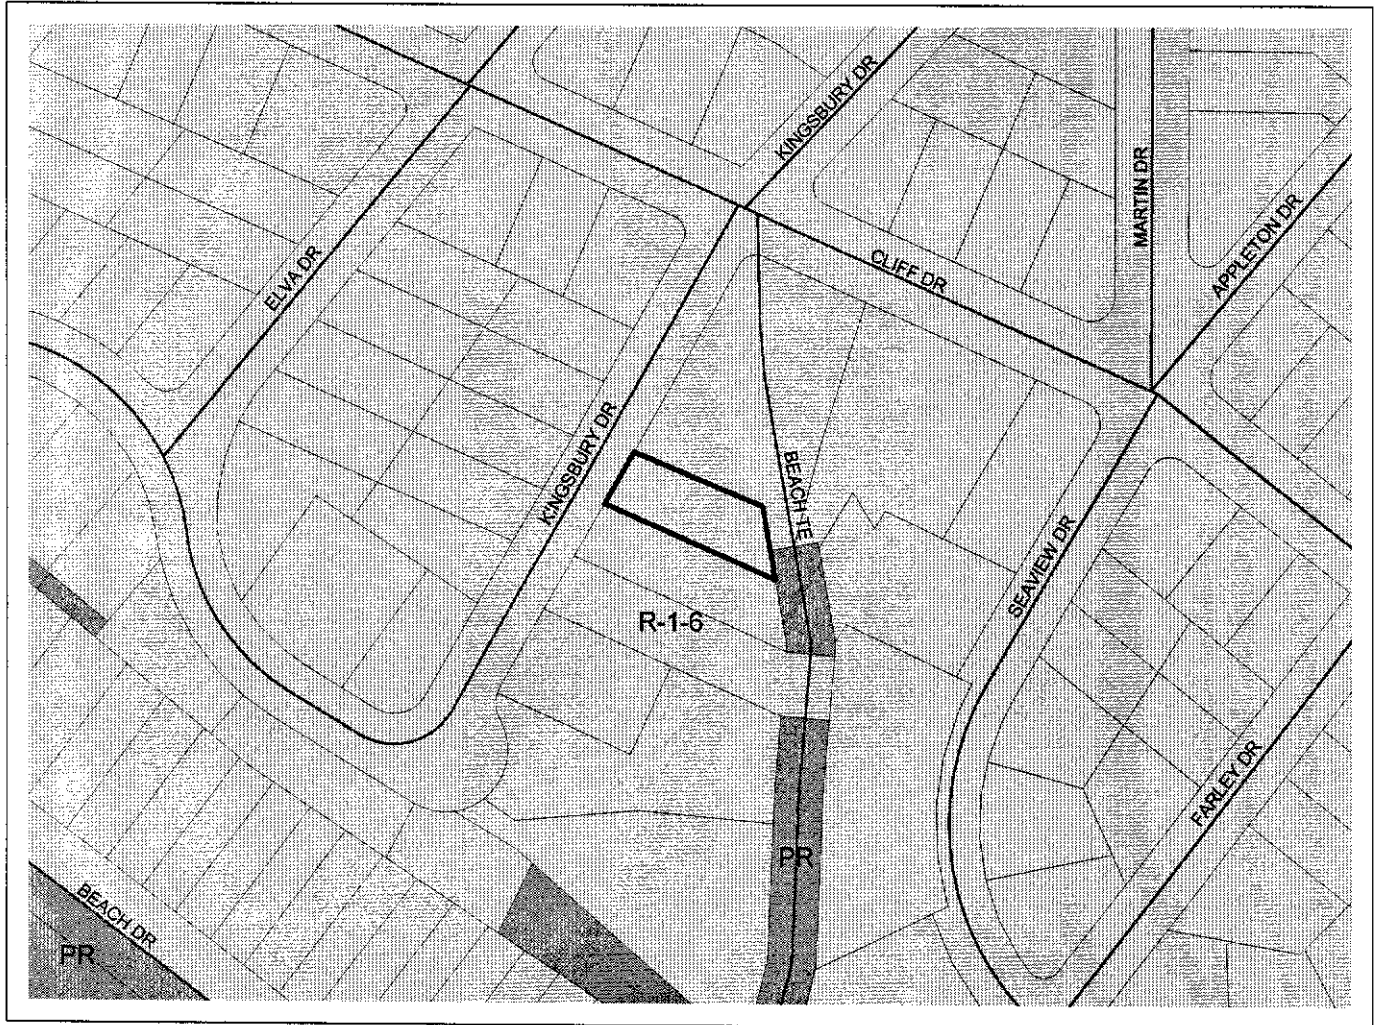 KINGSBURY DR
MARTIN DR
APPLETON DR
ELVA DR
CLIFF DR
KINGSBURY DR
BEACH TE
SEAVIEW DR
R-1-6
FARLEY DR
PR
BEACH DR
PR